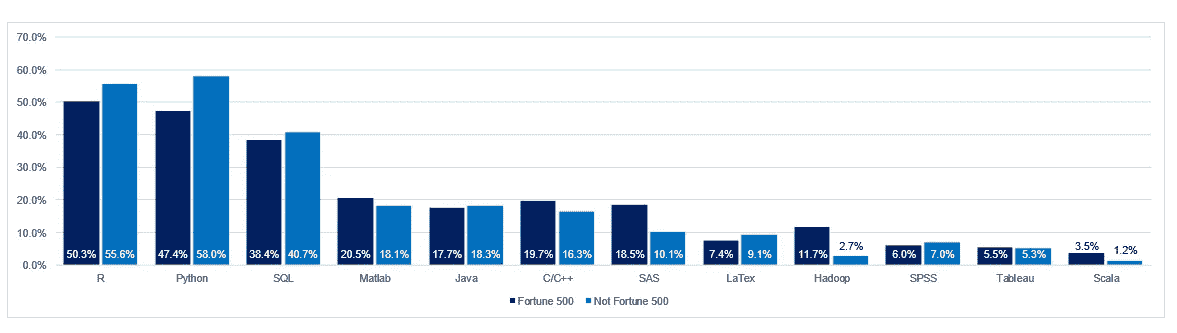 70.0%
60.0%
50.0%
40.0%
30.0%
20.0%
10.0%
0.0%
50.3% 55.6% 47.4% 58.0% 38.4% 40.7% 20.5% 18.1% 17.7% 18.3% 19.7% 16.3% 18.5% 10.1% 7.4% 9.1% 11.7% 2.7% 6.0% 7.0% 5.5% 5.3% 3.5% 1.2%
R Python SQL Matlab Java C/C++ SAS LaTex Hadoop SPSS Tableau Scala
Fortune 500 Not Fortune 500